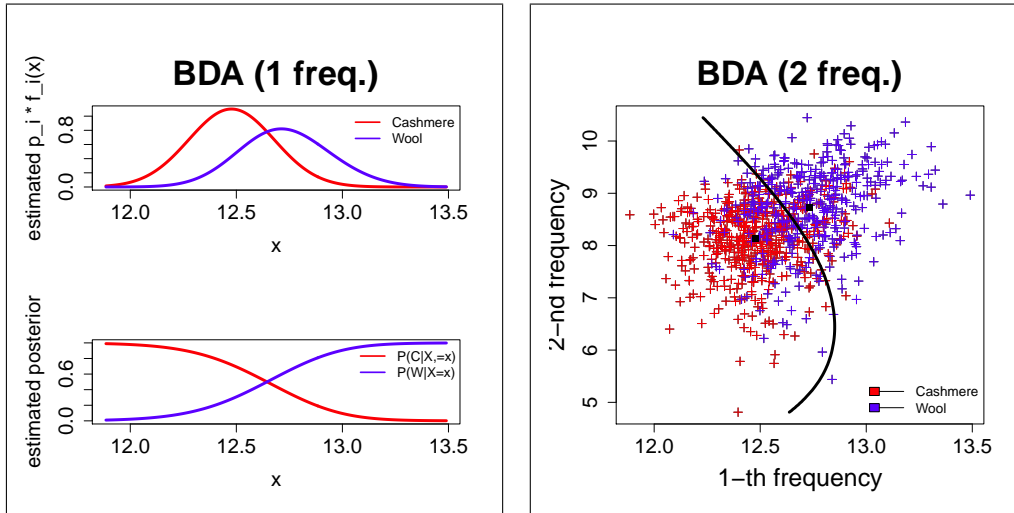 BDA (1 freq.)
estimated p_i * f_i(x)
0.0
0.8
Cashmere
Wool
12.0 12.5 13.0 13.5
x
estimated posterior
0.0
0.6
P(C|X,=x)
P(W|X=x)
12.0 12.5 13.0 13.5
x
BDA (2 freq.)
2−nd frequency
10
9
8
7
6
5
Cashmere
Wool
12.0 12.5 13.0 13.5
1−th frequency